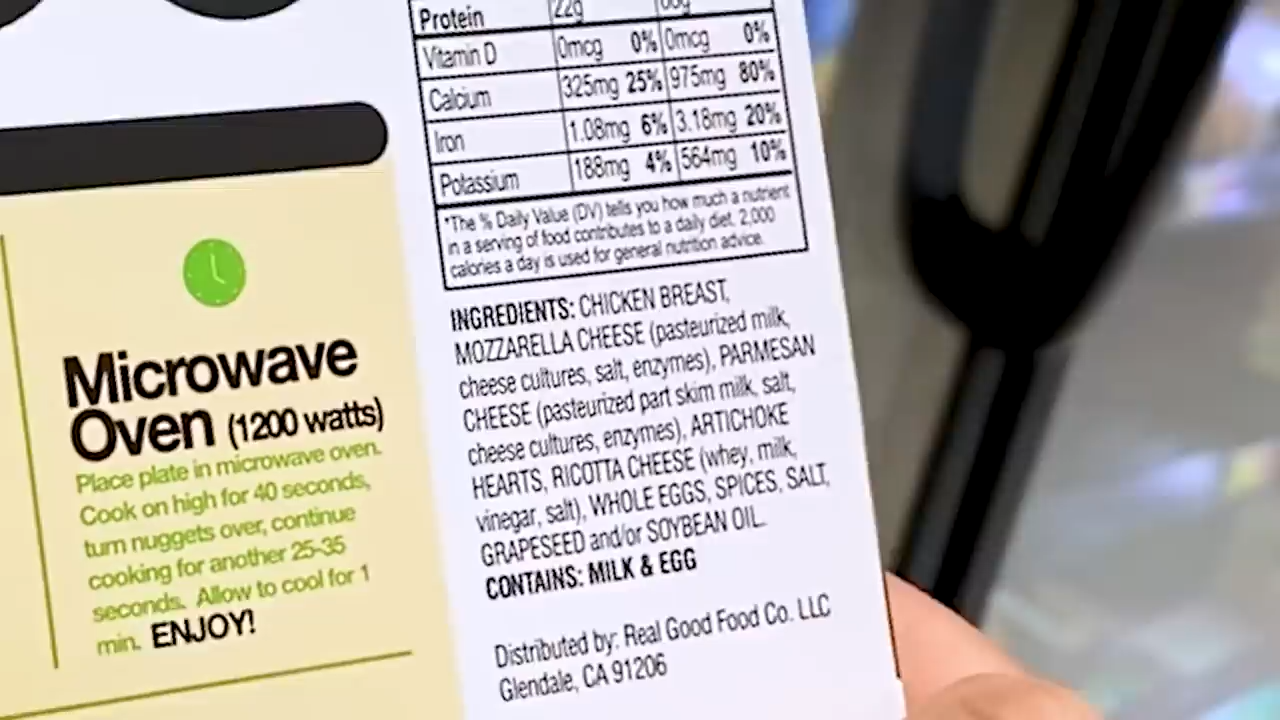 Protein 22g
Vitamin D 0mcg 0% 0mcg 0%
Calcium 325mg 25% 975mg 80%
Iron 1.08mg 6% 3.18mg 20%
Potassium 188mg 4% 564mg 10%
*The % Daily Value (DV) tells you how much a nutrient
in a serving of food contributes to a daily diet. 2,000
calories a day is used for general nutrition advice.
INGREDIENTS: CHICKEN BREAST,
MOZZARELLA CHEESE (pasteurized milk,
cheese cultures, salt, enzymes), PARMESAN
CHEESE (pasteurized part skim milk, salt,
cheese cultures, enzymes), ARTICHOKE
HEARTS, RICOTTA CHEESE (whey, milk,
vinegar, salt), WHOLE EGGS, SPICES, SALT,
GRAPESEED and/or SOYBEAN OIL.
CONTAINS: MILK & EGG
Distributed by: Real Good Food Co. LLC
Glendale, CA 91206
Microwave
Oven (1200 watts)
Place plate in microwave oven.
Cook on high for 40 seconds,
turn nuggets over, continue
cooking for another 25-35
seconds. Allow to cool for 1
min. ENJOY!